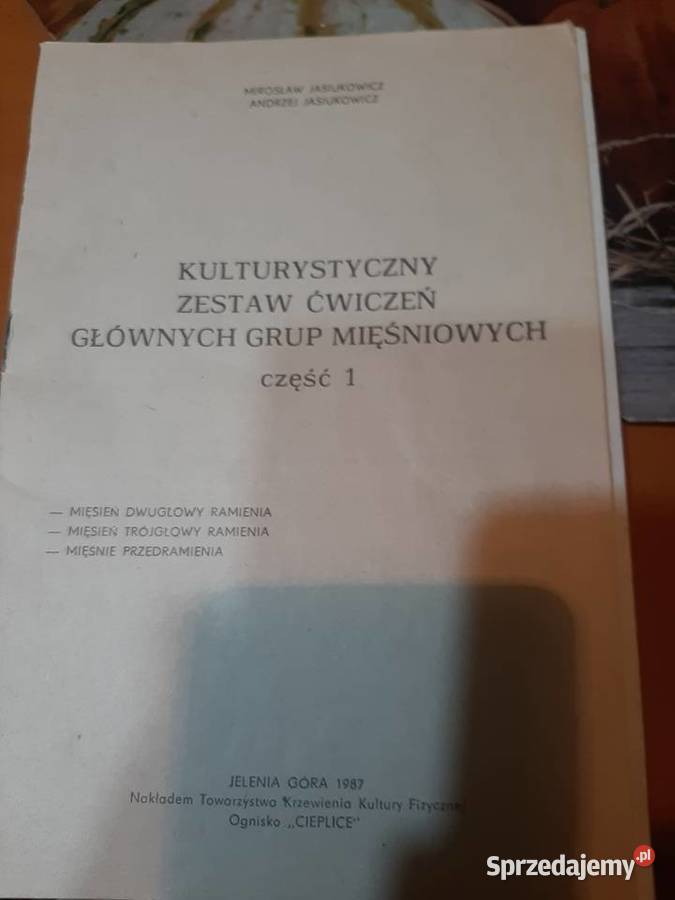 MIROSŁAW JASIUKOWICZ
ANDRZEJ JASIUKOWICZ
KULTURYSTYCZNY
ZESTAW ĆWICZEŃ
GŁÓWNYCH GRUP MIĘŚNIOWYCH
część 1
— MIĘSIEŃ DWUGŁOWY RAMIENIA
— MIĘSIEŃ TRÓJGŁOWY RAMIENIA
— MIĘŚNIE PRZEDRAMIENIA
JELENIA GÓRA 1987
Nakładem Towarzystwa Krzewienia Kultury Fizycznej
Ognisko „CIEPLICE"
Sprzedajemy.pl